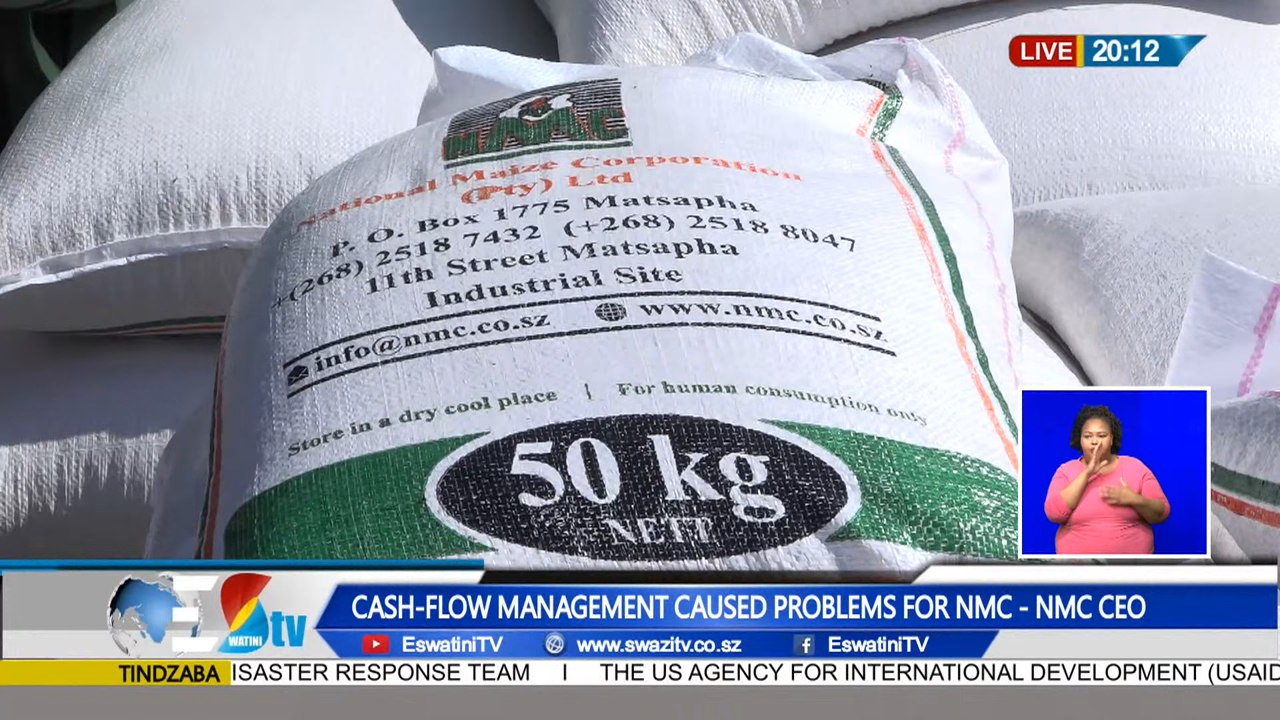 LIVE 20:12
NMC
National Maize Corporation
(Pty) Ltd
P. O. Box 1775 Matsapha
+(268) 2518 7432 (+268) 2518 8047
11th Street Matsapha
Industrial Site
info@nmc.co.sz www.nmc.co.sz
Store in a dry cool place | For human consumption only
50 kg
NETT
ESWATINI tv
CASH-FLOW MANAGEMENT CAUSED PROBLEMS FOR NMC - NMC CEO
EswatiniTV www.swazitv.co.sz EswatiniTV
TINDZABA ISASTER RESPONSE TEAM I THE US AGENCY FOR INTERNATIONAL DEVELOPMENT (USAID